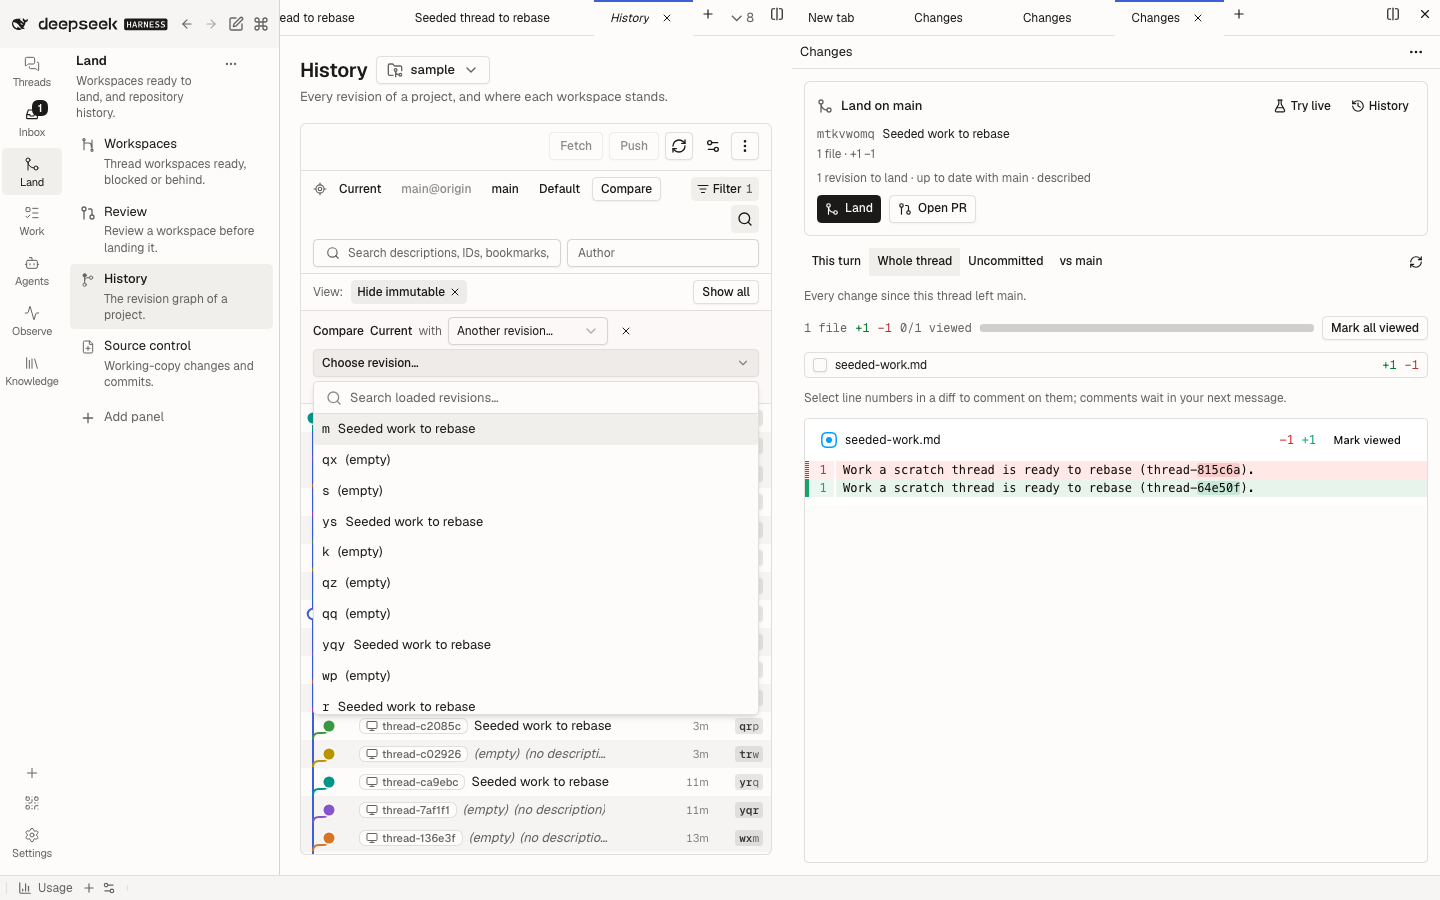 deepseek HARNESS
ead to rebase
Seeded thread to rebase
History
8
New tab
Changes
Changes
Changes
Threads
Inbox
1
Land
Work
Agents
Observe
Knowledge
Settings
Land
Workspaces ready to
land, and repository
history.
Workspaces
Thread workspaces ready,
blocked or behind.
Review
Review a workspace before
landing it.
History
The revision graph of a
project.
Source control
Working-copy changes and
commits.
Add panel
History
sample
Every revision of a project, and where each workspace stands.
Fetch
Push
Current
main@origin
main
Default
Compare
Filter 1
Search descriptions, IDs, bookmarks,
Author
View:
Hide immutable
Show all
Compare Current with
Another revision...
Choose revision...
Search loaded revisions...
m Seeded work to rebase
qx (empty)
s (empty)
ys Seeded work to rebase
k (empty)
qz (empty)
qq (empty)
yqy Seeded work to rebase
wp (empty)
r Seeded work to rebase
thread-c2085c Seeded work to rebase 3m qrp
thread-c02926 (empty) (no descripti... 3m trw
thread-ca9ebc Seeded work to rebase 11m yrq
thread-7af1f1 (empty) (no description) 11m yqr
thread-136e3f (empty) (no descriptio... 13m wxm
Changes
Land on main
Try live
History
mtkvwomq Seeded work to rebase
1 file · +1 −1
1 revision to land · up to date with main · described
Land
Open PR
This turn
Whole thread
Uncommitted
vs main
Every change since this thread left main.
1 file +1 −1 0/1 viewed
Mark all viewed
seeded-work.md
+1 −1
Select line numbers in a diff to comment on them; comments wait in your next message.
seeded-work.md
−1 +1
Mark viewed
1 Work a scratch thread is ready to rebase (thread-815c6a).
1 Work a scratch thread is ready to rebase (thread-64e50f).
Usage